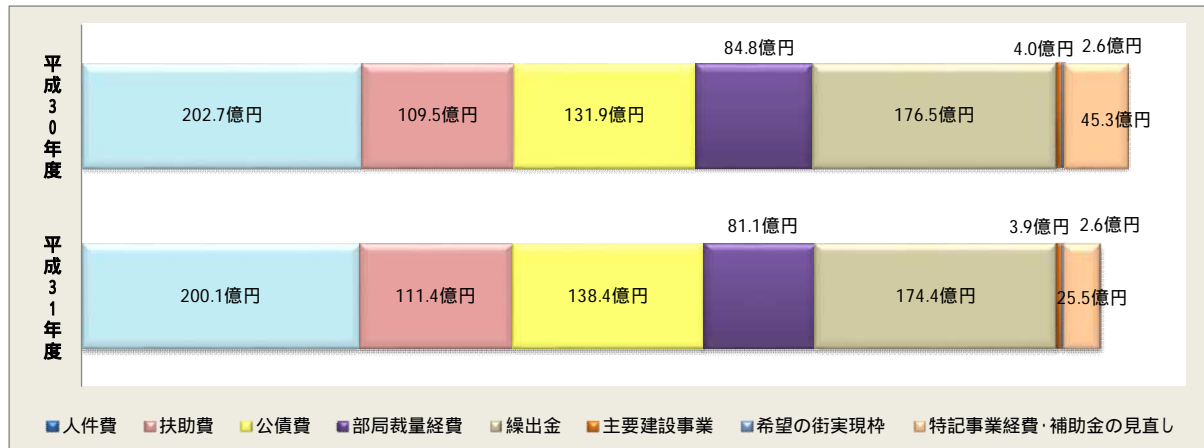 平成30年度
84.8億円
4.0億円
2.6億円
202.7億円
109.5億円
131.9億円
176.5億円
45.3億円
平成31年度
81.1億円
3.9億円
2.6億円
200.1億円
111.4億円
138.4億円
174.4億円
25.5億円
人件費 扶助費 公債費 部局裁量経費 繰出金 主要建設事業 希望の街実現枠 特記事業経費・補助金の見直し